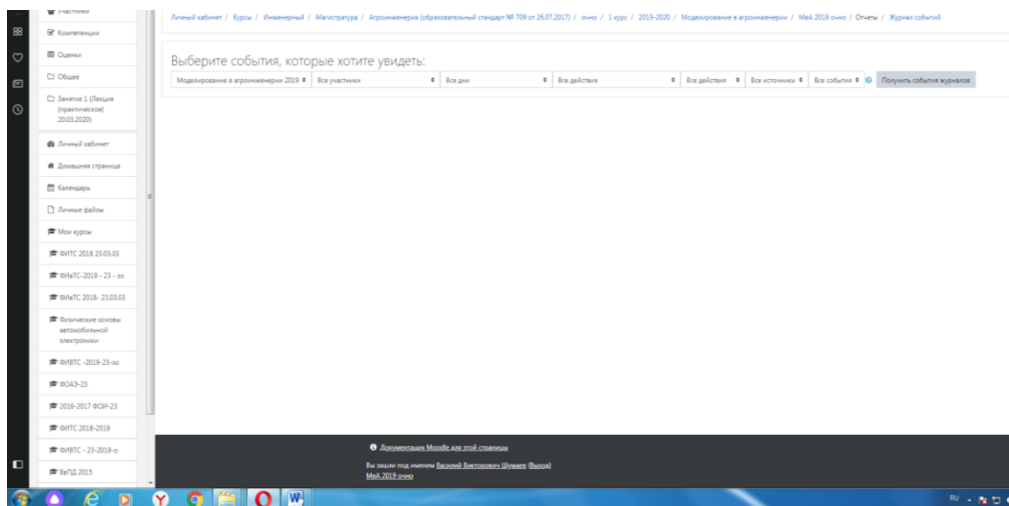 Участники
Личный кабинет / Курсы / Инженерный / Магистратура / Агроинженерия (образовательный стандарт № 709 от 26.07.2017) / очно / 1 курс / 2019-2020 / Моделирование в агроинженерии / МвА 2019 очно / Отчеты / Журнал событий
Компетенции
Оценки
Выберите события, которые хотите увидеть:
Общее
Моделирование в агроинженерии 2019 Все участники Все дни Все действия Все действия Все источники Все события Получить события журналов
Занятие 1 (Лекция
(практическое)
20.03.2020)
Личный кабинет
Домашняя страница
Календарь
Личные файлы
Мои курсы
ФИТС 2018 23.03.03
ФИвТС-2019 - 23 - зо
ФИвТС 2018- 23.03.03
Физические основы
автомобильной
электроники
ФИВТС -2019-23-зо
ФОАЭ-23
2016-2017 ФОИ-23
ФИТС 2018-2019
ФИВТС - 23-2019-о
ВвПД 2015
Документация Moodle для этой страницы
Вы зашли под именем Василий Викторович Шумаев (Выход)
МвА 2019 очно
RU